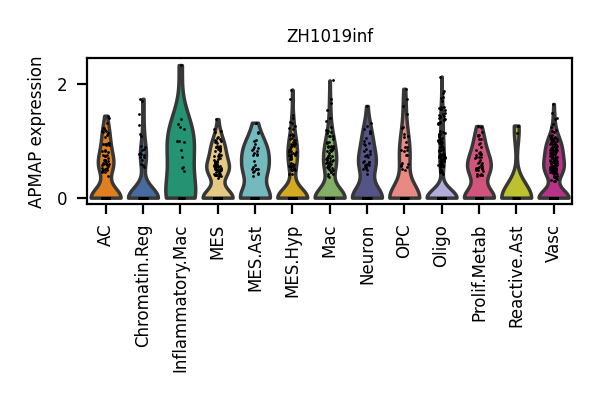 ZH1019inf
APMAP expression
2
0
AC
Chromatin.Reg
Inflammatory.Mac
MES
MES.Ast
MES.Hyp
Mac
Neuron
OPC
Oligo
Prolif.Metab
Reactive.Ast
Vasc